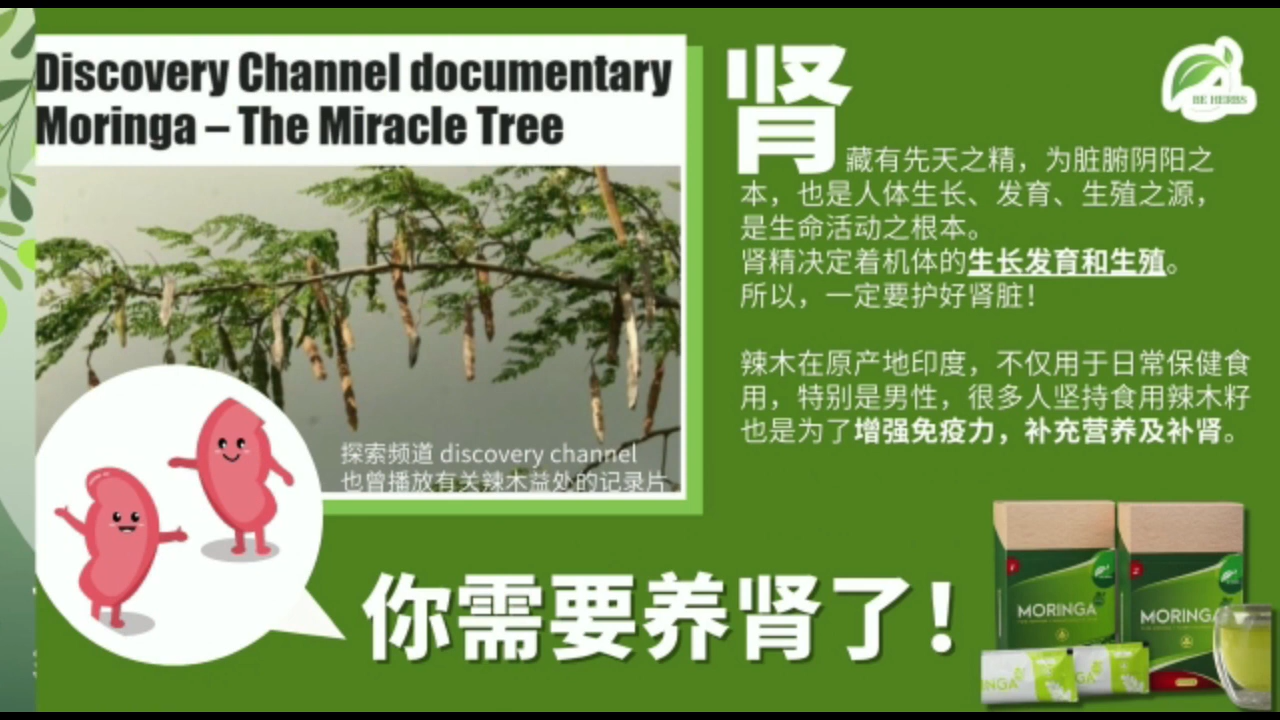 Discovery Channel documentary
Moringa – The Miracle Tree
探索频道 discovery channel
也曾播放有关辣木益处的记录片
肾
藏有先天之精，为脏腑阴阳之
本，也是人体生长、发育、生殖之源，
是生命活动之根本。
肾精决定着机体的生长发育和生殖。
所以，一定要护好肾脏！
辣木在原产地印度，不仅用于日常保健食
用，特别是男性，很多人坚持食用辣木籽
也是为了增强免疫力，补充营养及补肾。
你需要养肾了！
BE HERBS
1
MORINGA
2
MORINGA